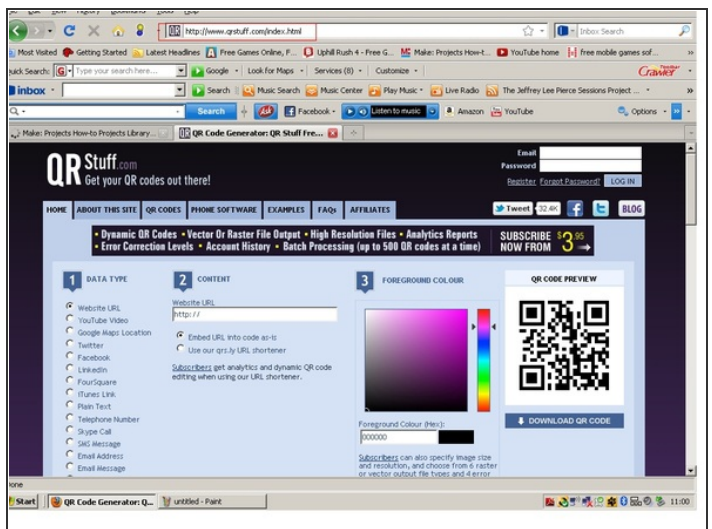 http://www.qrstuff.com/index.html
Inbox Search
Most Visited Getting Started Latest Headlines Free Games Online, F... Uphill Rush 4 - Free G... Make: Projects How-t... YouTube home free mobile games sof...
Quick Search: Type your search here... Google Look for Maps Services (8) Customize Crawler Toolbar
inbox Search Music Search Music Center Play Music Live Radio The Jeffrey Lee Pierce Sessions Project ...
Search Facebook Listen to music Amazon YouTube Options
Make: Projects How-to Projects Library... QR Code Generator: QR Stuff Fre...
QR Stuff.com
Get your QR codes out there!
Email
Password
Register Forgot Password? LOG IN
HOME ABOUT THIS SITE QR CODES PHONE SOFTWARE EXAMPLES FAQs AFFILIATES
Tweet 32.4K BLOG
• Dynamic QR Codes • Vector Or Raster File Output • High Resolution Files • Analytics Reports
• Error Correction Levels • Account History • Batch Processing (up to 500 QR codes at a time)
SUBSCRIBE NOW FROM $3.95
1 DATA TYPE
Website URL
YouTube Video
Google Maps Location
Twitter
Facebook
LinkedIn
FourSquare
iTunes Link
Plain Text
Telephone Number
Skype Call
SMS Message
Email Address
Email Message
2 CONTENT
Website URL
http://
Embed URL into code as-is
Use our qrs.ly URL shortener
Subscribers get analytics and dynamic QR code
editing when using our URL shortener.
3 FOREGROUND COLOUR
Foreground Colour (Hex):
000000
Subscribers can also specify image size
and resolution, and choose from 6 raster
or vector output file types and 4 error
QR CODE PREVIEW
DOWNLOAD QR CODE
Start QR Code Generator: Q... untitled - Paint 11:00